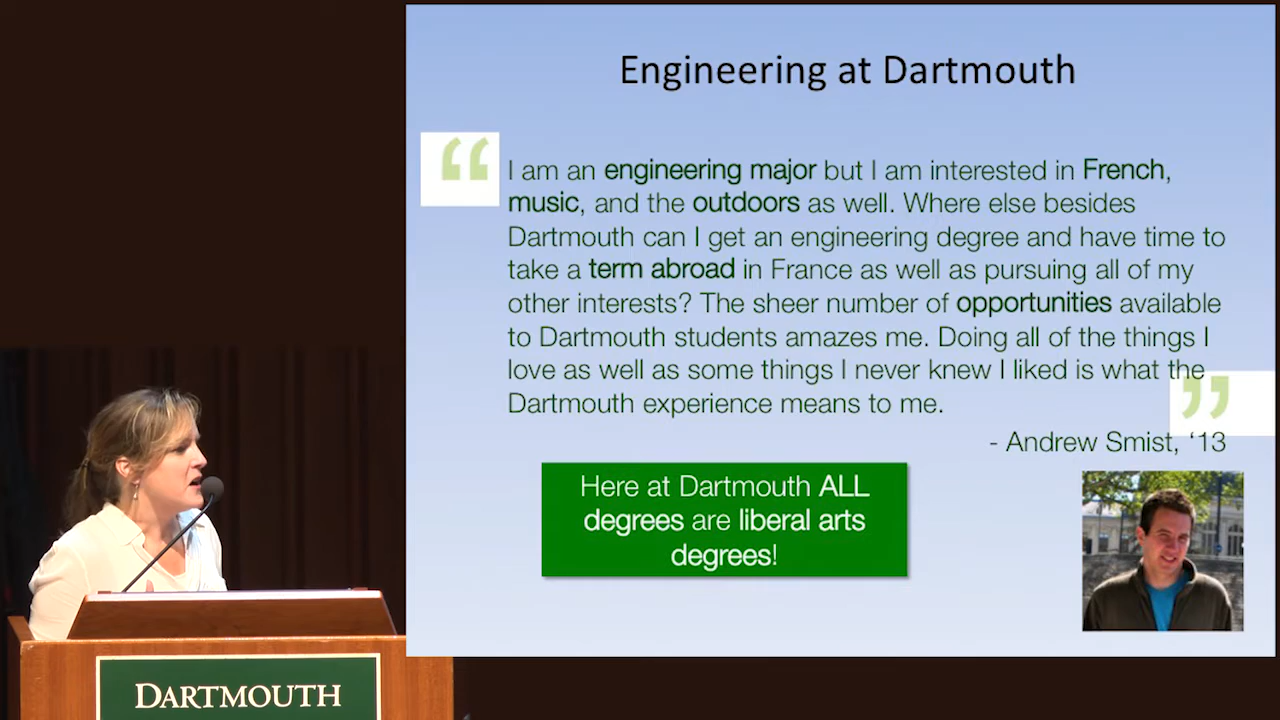 Engineering at Dartmouth
“
I am an engineering major but I am interested in French,
music, and the outdoors as well. Where else besides
Dartmouth can I get an engineering degree and have time to
take a term abroad in France as well as pursuing all of my
other interests? The sheer number of opportunities available
to Dartmouth students amazes me. Doing all of the things I
love as well as some things I never knew I liked is what the
Dartmouth experience means to me.
”
- Andrew Smist, ‘13
Here at Dartmouth ALL
degrees are liberal arts
degrees!
DARTMOUTH